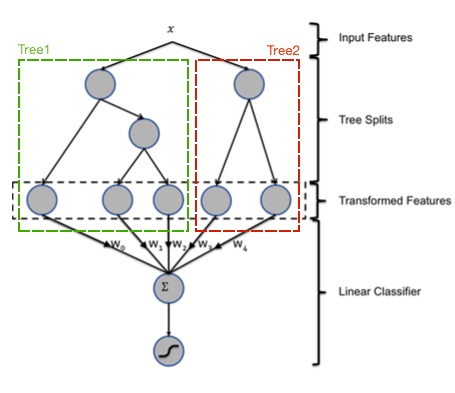 x
Input Features
Tree1
Tree2
Tree Splits
Transformed Features
W₀ W₁ W₂ W₃ W₄
Σ
Linear Classifier